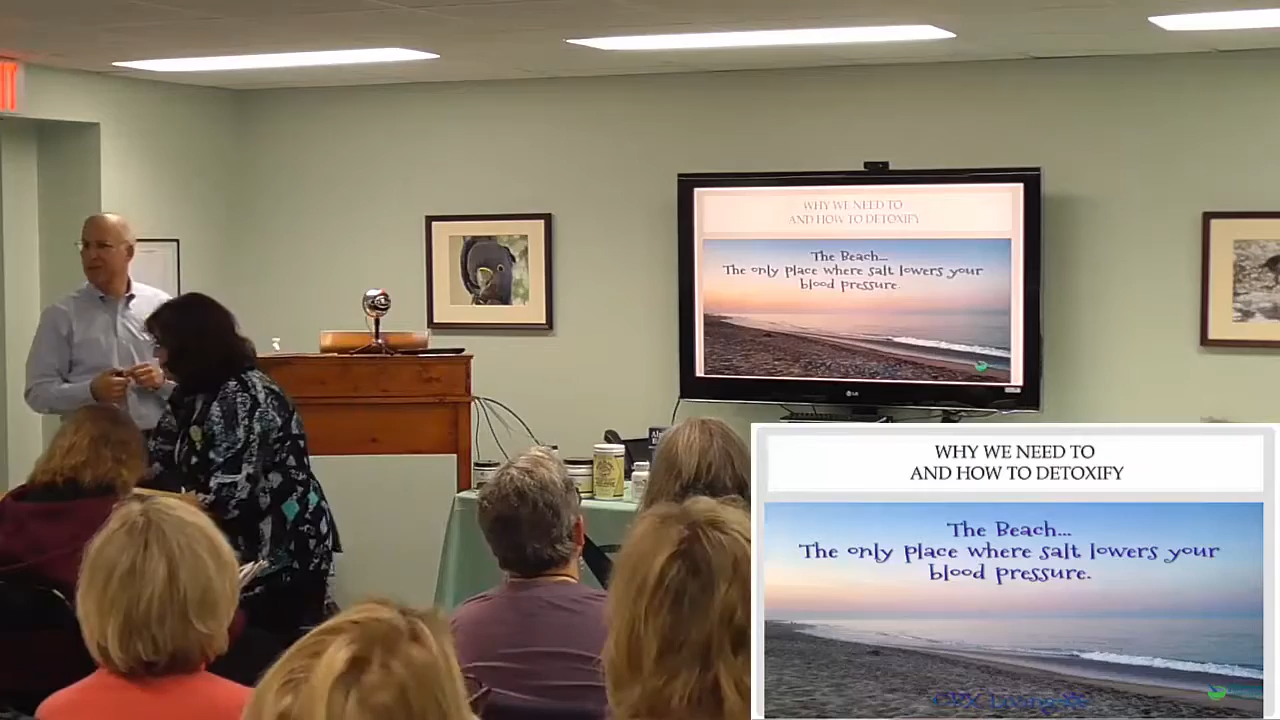 WHY WE NEED TO
AND HOW TO DETOXIFY
The Beach...
The only place where salt lowers your
blood pressure.
LG
WHY WE NEED TO
AND HOW TO DETOXIFY
The Beach...
The only place where salt lowers your
blood pressure.